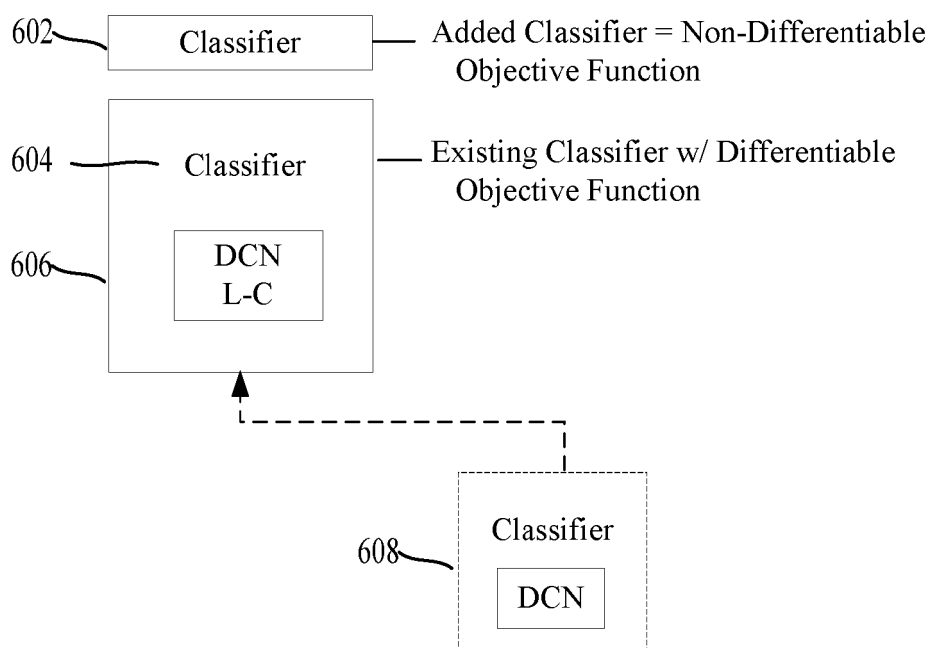 602
Classifier
Added Classifier = Non-Differentiable
Objective Function
604
Classifier
Existing Classifier w/ Differentiable
Objective Function
606
DCN
L-C
608
Classifier
DCN